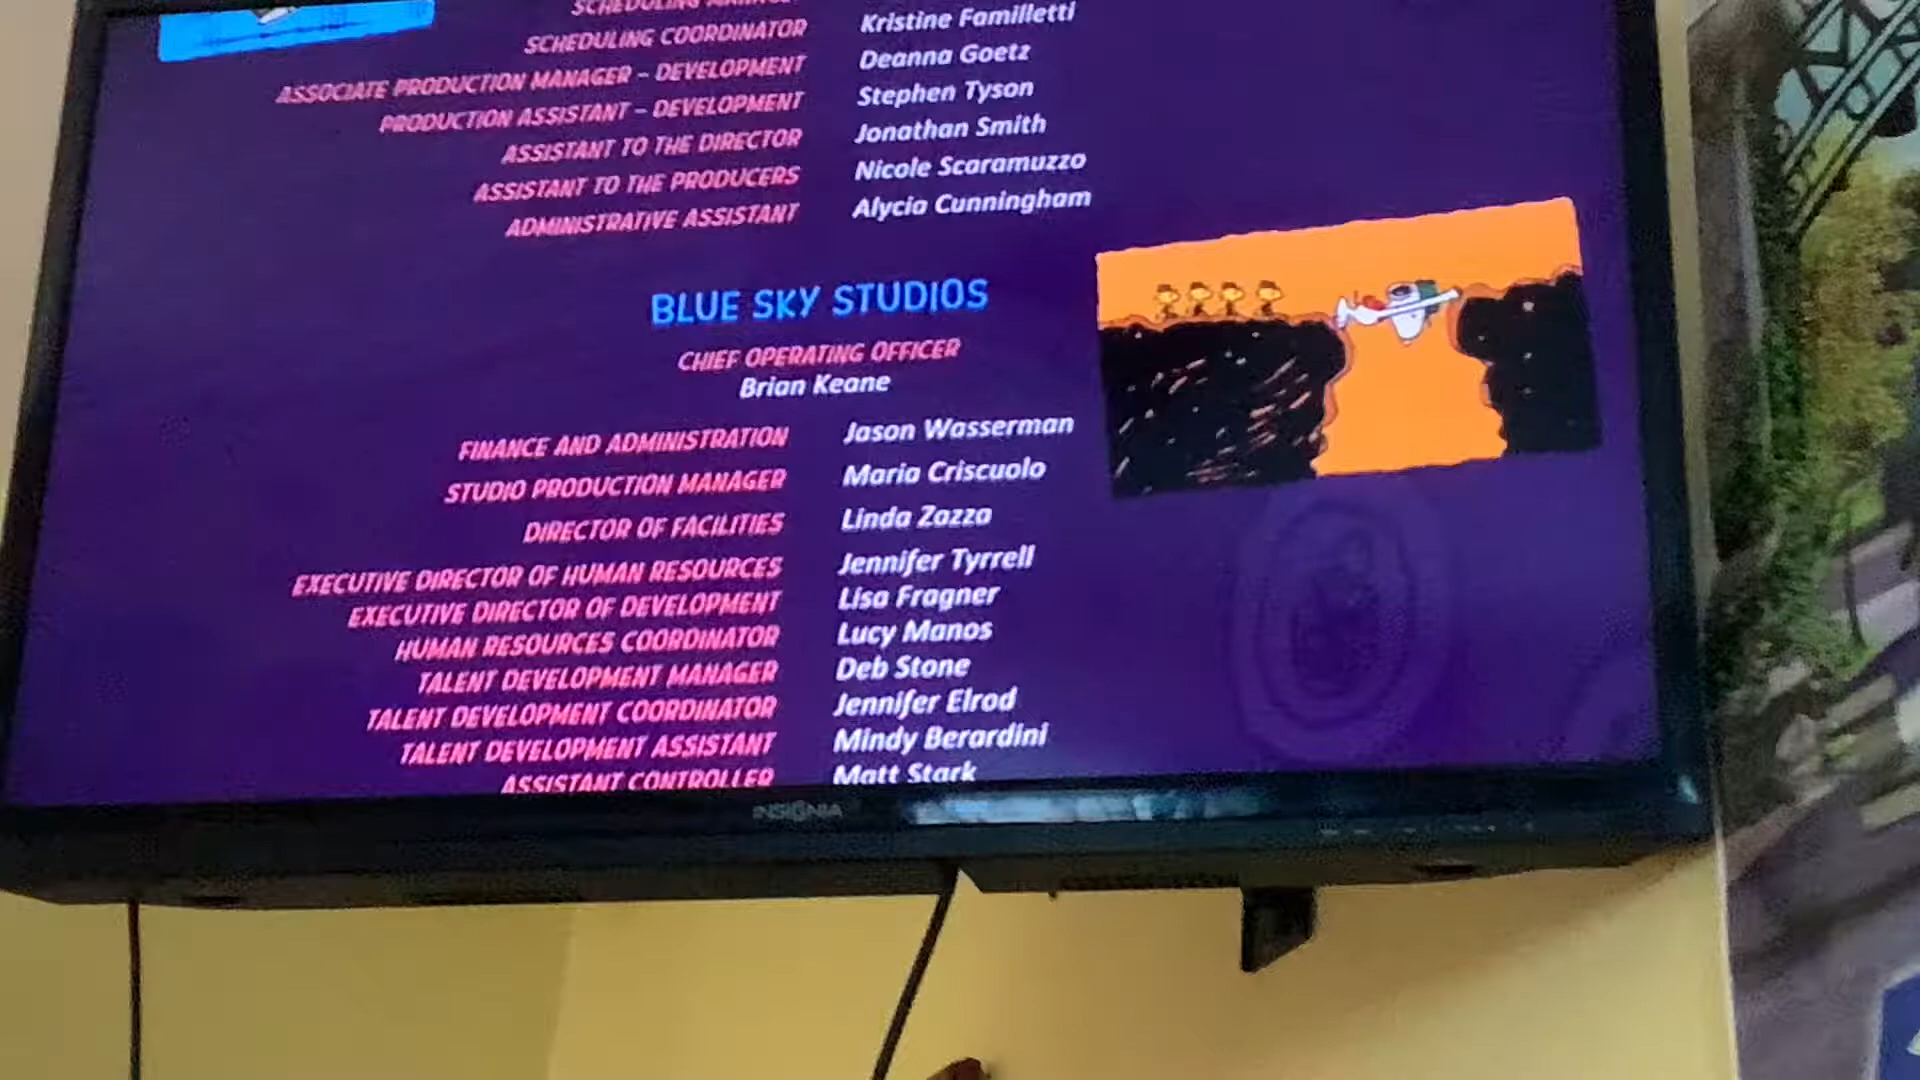 SCHEDULING MANAGER
SCHEDULING COORDINATOR Kristine Familletti
ASSOCIATE PRODUCTION MANAGER – DEVELOPMENT Deanna Goetz
PRODUCTION ASSISTANT – DEVELOPMENT Stephen Tyson
ASSISTANT TO THE DIRECTOR Jonathan Smith
ASSISTANT TO THE PRODUCERS Nicole Scaramuzzo
ADMINISTRATIVE ASSISTANT Alycia Cunningham
BLUE SKY STUDIOS
CHIEF OPERATING OFFICER
Brian Keane
FINANCE AND ADMINISTRATION Jason Wasserman
STUDIO PRODUCTION MANAGER Maria Criscuolo
DIRECTOR OF FACILITIES Linda Zazza
EXECUTIVE DIRECTOR OF HUMAN RESOURCES Jennifer Tyrrell
EXECUTIVE DIRECTOR OF DEVELOPMENT Lisa Fragner
HUMAN RESOURCES COORDINATOR Lucy Manos
TALENT DEVELOPMENT MANAGER Deb Stone
TALENT DEVELOPMENT COORDINATOR Jennifer Elrod
TALENT DEVELOPMENT ASSISTANT Mindy Berardini
ASSISTANT CONTROLLER Matt Stark
INSIGNIA